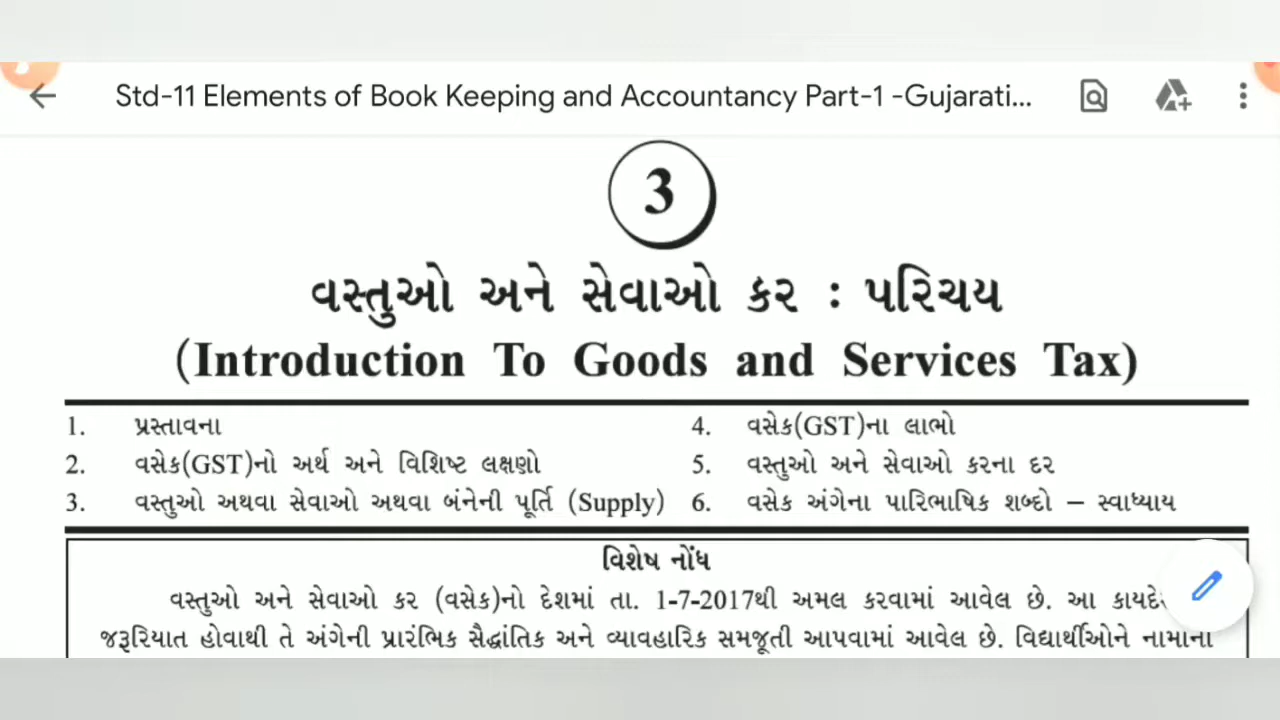 Std-11 Elements of Book Keeping and Accountancy Part-1 -Gujarati...
3
વસ્તુઓ અને સેવાઓ કર : પરિચય
(Introduction To Goods and Services Tax)
1. પ્રસ્તાવના
2. વસેક(GST)નો અર્થ અને વિશિષ્ટ લક્ષણો
3. વસ્તુઓ અથવા સેવાઓ અથવા બંનેની પૂર્તિ (Supply)
4. વસેક(GST)ના લાભો
5. વસ્તુઓ અને સેવાઓ કરના દર
6. વસેક અંગેના પારિભાષિક શબ્દો – સ્વાધ્યાય
વિશેષ નોંધ
વસ્તુઓ અને સેવાઓ કર (વસેક)નો દેશમાં તા. 1-7-2017થી અમલ કરવામાં આવેલ છે. આ
જરૂરિયાત હોવાથી તે અંગેની પ્રારંભિક સૈદ્ધાંતિક અને વ્યાવહારિક સમજૂતી આપવામાં આવેલ છે. વિદ્યાર્થીઓને નામાના